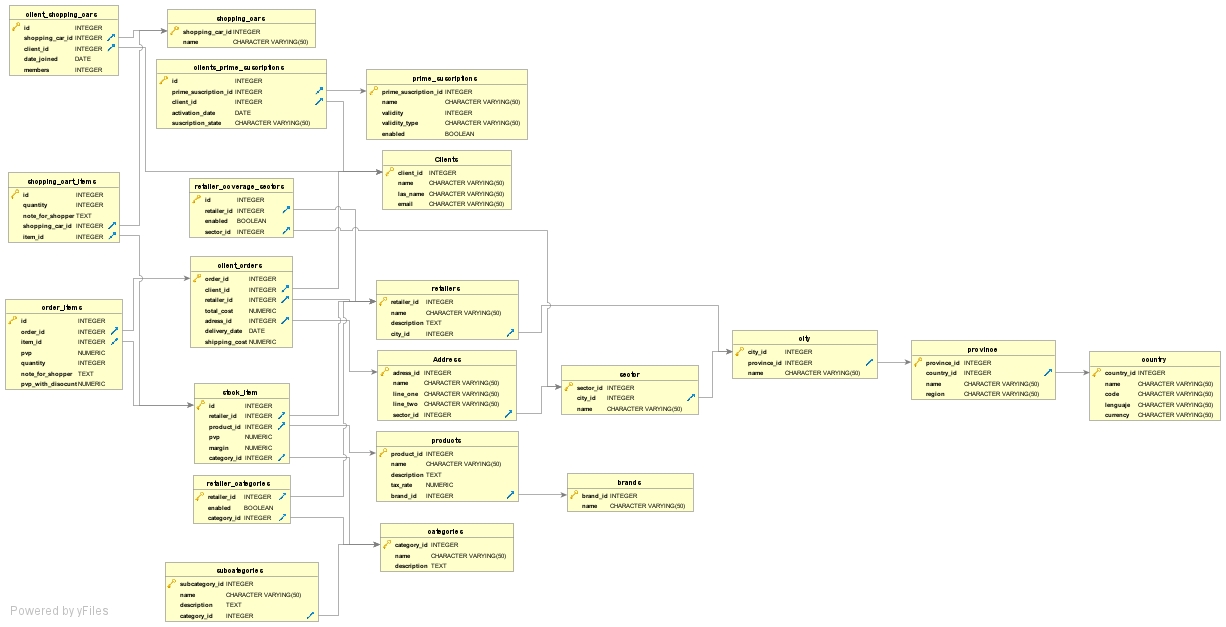 client_shopping_cars
id INTEGER
shopping_car_id INTEGER
client_id INTEGER
date_joined DATE
members INTEGER
shopping_cars
shopping_car_id INTEGER
name CHARACTER VARYING(50)
clients_prime_suscriptions
id INTEGER
prime_suscription_id INTEGER
client_id INTEGER
activation_date DATE
suscription_state CHARACTER VARYING(50)
prime_suscriptions
prime_suscription_id INTEGER
name CHARACTER VARYING(50)
validity INTEGER
validity_type CHARACTER VARYING(50)
enabled BOOLEAN
Clients
client_id INTEGER
name CHARACTER VARYING(50)
las_name CHARACTER VARYING(50)
email CHARACTER VARYING(50)
shopping_cart_items
id INTEGER
quantity INTEGER
note_for_shopper TEXT
shopping_car_id INTEGER
item_id INTEGER
retailer_coverage_sectors
id INTEGER
retailer_id INTEGER
enabled BOOLEAN
sector_id INTEGER
client_orders
order_id INTEGER
client_id INTEGER
retailer_id INTEGER
total_cost NUMERIC
adress_id INTEGER
delivery_date DATE
shipping_cost NUMERIC
retailers
retailer_id INTEGER
name CHARACTER VARYING(50)
description TEXT
city_id INTEGER
order_items
id INTEGER
order_id INTEGER
item_id INTEGER
pvp NUMERIC
quantity INTEGER
note_for_shopper TEXT
pvp_with_disocunt NUMERIC
Address
adress_id INTEGER
name CHARACTER VARYING(50)
line_one CHARACTER VARYING(50)
line_two CHARACTER VARYING(50)
sector_id INTEGER
sector
sector_id INTEGER
city_id INTEGER
name CHARACTER VARYING(50)
city
city_id INTEGER
province_id INTEGER
name CHARACTER VARYING(50)
province
province_id INTEGER
country_id INTEGER
name CHARACTER VARYING(50)
region CHARACTER VARYING(50)
country
country_id INTEGER
name CHARACTER VARYING(50)
code CHARACTER VARYING(50)
lenguaje CHARACTER VARYING(50)
currency CHARACTER VARYING(50)
stock_item
id INTEGER
retailer_id INTEGER
product_id INTEGER
pvp NUMERIC
margin NUMERIC
category_id INTEGER
products
product_id INTEGER
name CHARACTER VARYING(50)
description TEXT
tax_rate NUMERIC
brand_id INTEGER
brands
brand_id INTEGER
name CHARACTER VARYING(50)
retailer_categories
retailer_id INTEGER
enabled BOOLEAN
category_id INTEGER
categories
category_id INTEGER
name CHARACTER VARYING(50)
description TEXT
subcategories
subcategory_id INTEGER
name CHARACTER VARYING(50)
description TEXT
category_id INTEGER
Powered by yFiles